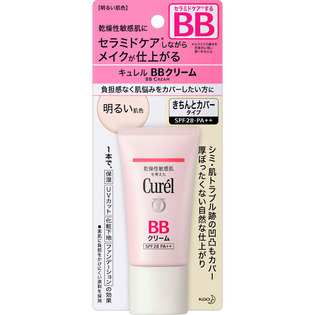 【明るい肌色】
乾燥性敏感肌に
セラミドケア※しながら
メイクが仕上がる
セラミドケア※する
BB
キュレル BBクリーム
BB CREAM
負担感なく肌悩みをカバーしたい方に
明るい肌色
きちんとカバー
タイプ
SPF28・PA++
シミ・肌トラブル跡の凹凸もカバー
厚ぼったくない自然な仕上がり
1本で、保湿・UVカット・化粧下地・ファンデーションの効果
乾燥性敏感肌
を考えた
Curél
BB
クリーム
SPF28 PA++